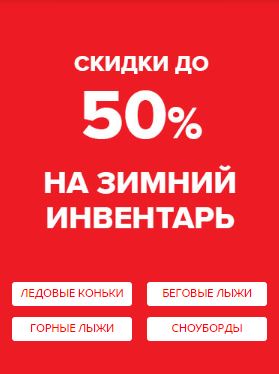 СКИДКИ ДО
50%
НА ЗИМНИЙ
ИНВЕНТАРЬ
ЛЕДОВЫЕ КОНЬКИ
БЕГОВЫЕ ЛЫЖИ
ГОРНЫЕ ЛЫЖИ
СНОУБОРДЫ